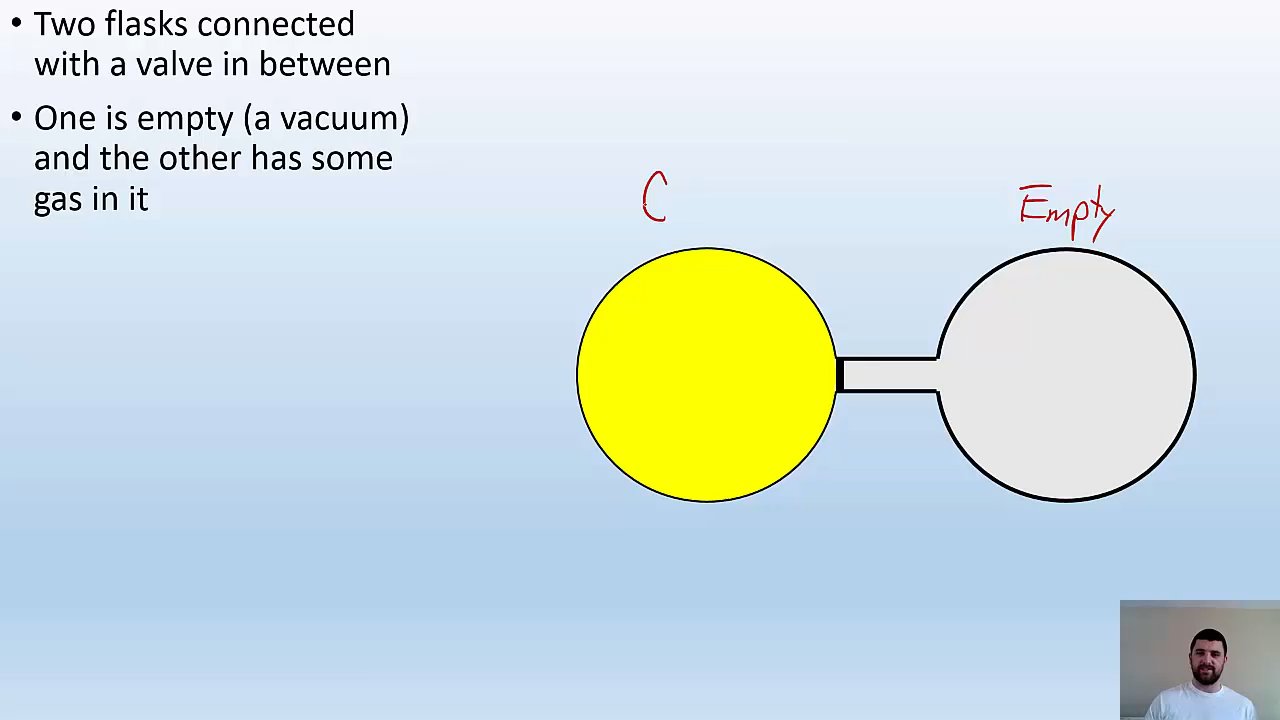 • Two flasks connected
with a valve in between
• One is empty (a vacuum)
and the other has some
gas in it
C
Empty